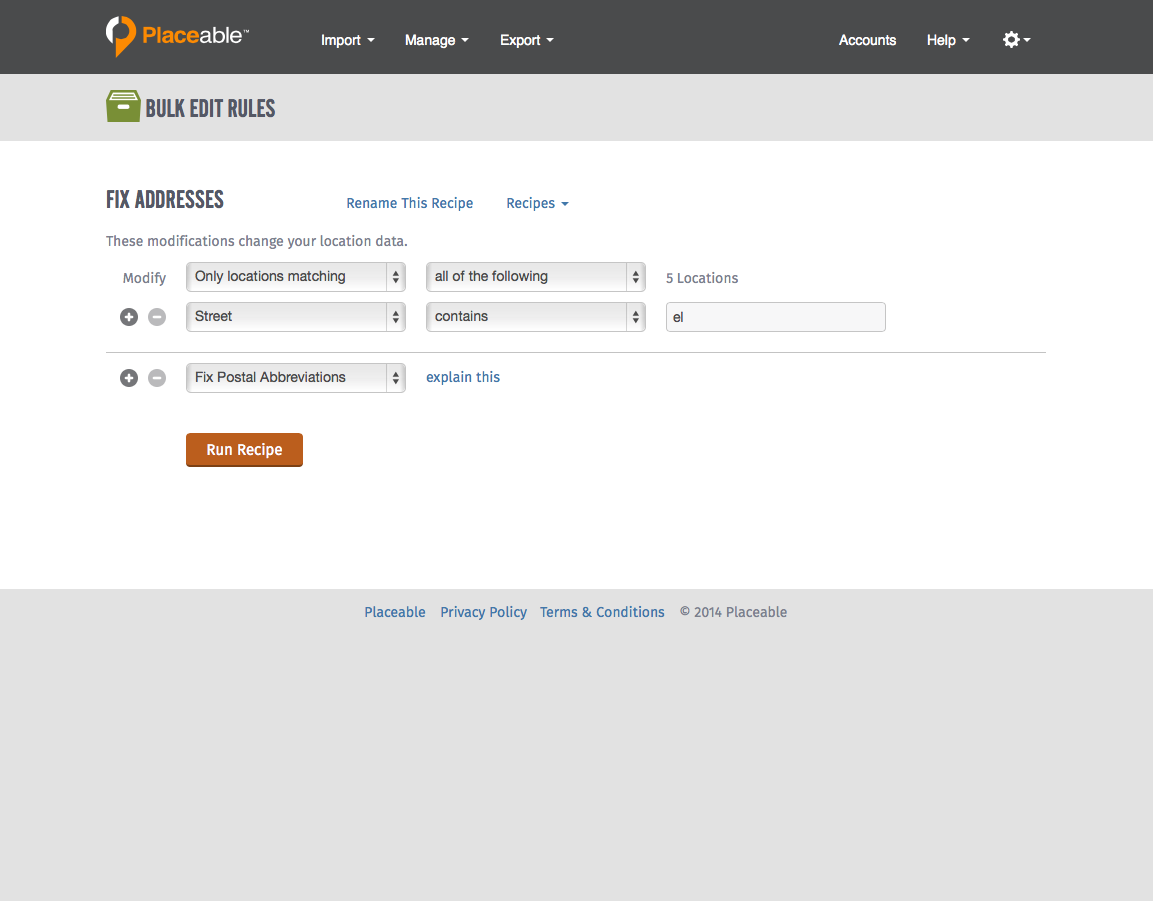 Placeable™ Import Manage Export Accounts Help
BULK EDIT RULES
FIX ADDRESSES Rename This Recipe Recipes
These modifications change your location data.
Modify Only locations matching all of the following 5 Locations
Street contains el
Fix Postal Abbreviations explain this
Run Recipe
Placeable Privacy Policy Terms & Conditions © 2014 Placeable